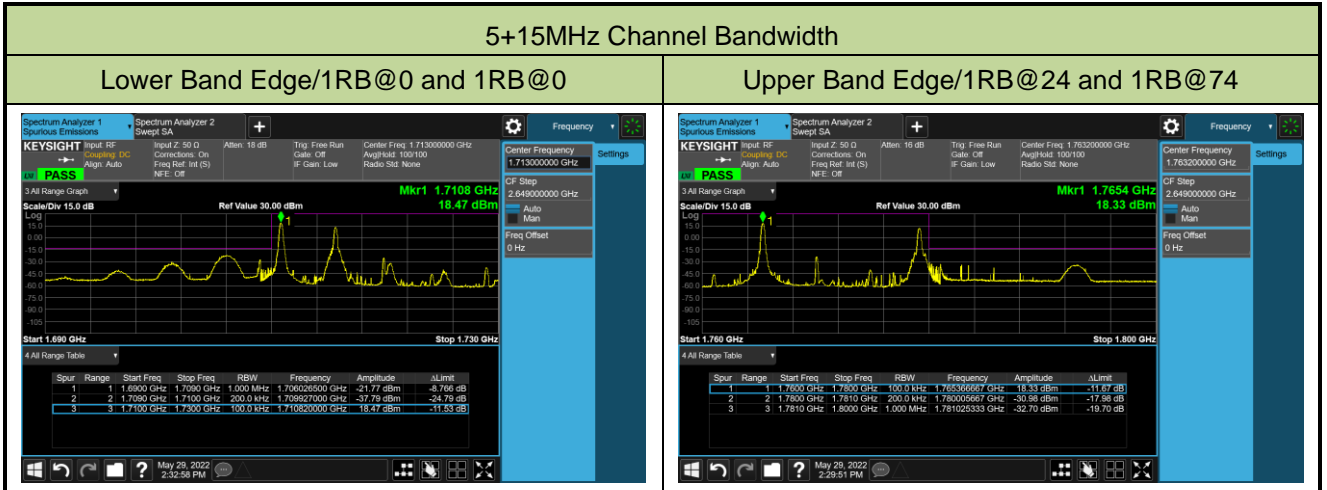 5+15MHz Channel Bandwidth
Lower Band Edge/1RB@0 and 1RB@0
Upper Band Edge/1RB@24 and 1RB@74
Spectrum Analyzer 1
Spurious Emissions
Spectrum Analyzer 2
Swept SA
+
Frequency
KEYSIGHT
Input: RF
Coupling: DC
Align: Auto
Input Z: 50 Ω
Corrections: On
Freq Ref: Int (S)
NFE: Off
Atten: 18 dB
Trig: Free Run
Gate: Off
IF Gain: Low
Center Freq: 1.713000000 GHz
Avg|Hold: 100/100
Radio Std: None
PASS
Center Frequency
1.713000000 GHz
Settings
CF Step
2.649000000 GHz
Auto
Man
Freq Offset
0 Hz
3 All Range Graph
Mkr1 1.7108 GHz
18.47 dBm
Scale/Div 15.0 dB
Ref Value 30.00 dBm
Log
15.0
0.00
-15.0
-30.0
-45.0
-60.0
-75.0
-90.0
-105
1
Start 1.690 GHz
Stop 1.730 GHz
4 All Range Table
Spur Range Start Freq Stop Freq RBW Frequency Amplitude ΔLimit
1 1 1.6900 GHz 1.7090 GHz 1.000 MHz 1.706026500 GHz -21.77 dBm -8.766 dB
2 2 1.7090 GHz 1.7100 GHz 200.0 kHz 1.709927000 GHz -37.79 dBm -24.79 dB
3 3 1.7100 GHz 1.7300 GHz 100.0 kHz 1.710820000 GHz 18.47 dBm -11.53 dB
?
May 29, 2022
2:32:58 PM
Spectrum Analyzer 1
Spurious Emissions
Spectrum Analyzer 2
Swept SA
+
Frequency
KEYSIGHT
Input: RF
Coupling: DC
Align: Auto
Input Z: 50 Ω
Corrections: On
Freq Ref: Int (S)
NFE: Off
Atten: 16 dB
Trig: Free Run
Gate: Off
IF Gain: Low
Center Freq: 1.763200000 GHz
Avg|Hold: 100/100
Radio Std: None
PASS
Center Frequency
1.763200000 GHz
Settings
CF Step
2.649000000 GHz
Auto
Man
Freq Offset
0 Hz
3 All Range Graph
Mkr1 1.7654 GHz
18.33 dBm
Scale/Div 15.0 dB
Ref Value 30.00 dBm
Log
15.0
0.00
-15.0
-30.0
-45.0
-60.0
-75.0
-90.0
-105
1
Start 1.760 GHz
Stop 1.800 GHz
4 All Range Table
Spur Range Start Freq Stop Freq RBW Frequency Amplitude ΔLimit
1 1 1.7600 GHz 1.7800 GHz 100.0 kHz 1.765366667 GHz 18.33 dBm -11.67 dB
2 2 1.7800 GHz 1.7810 GHz 200.0 kHz 1.780005667 GHz -30.98 dBm -17.98 dB
3 3 1.7810 GHz 1.8000 GHz 1.000 MHz 1.781025333 GHz -32.70 dBm -19.70 dB
?
May 29, 2022
2:29:51 PM